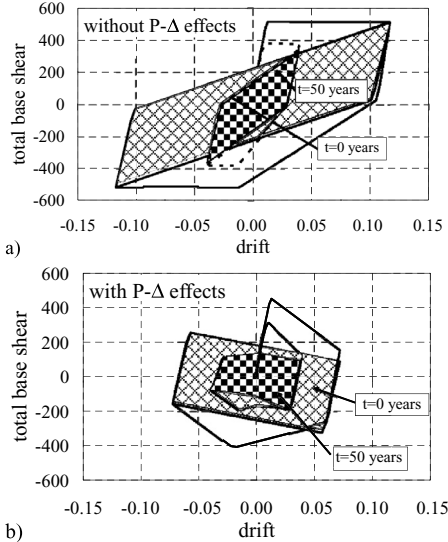 without P-Δ effects
600
400
200
0
-200
-400
-600
total base shear
t=50 years
t=0 years
-0.15 -0.10 -0.05 0.00 0.05 0.10 0.15
drift
a)
with P-Δ effects
600
400
200
0
-200
-400
-600
total base shear
t=0 years
t=50 years
-0.15 -0.10 -0.05 0.00 0.05 0.10 0.15
drift
b)